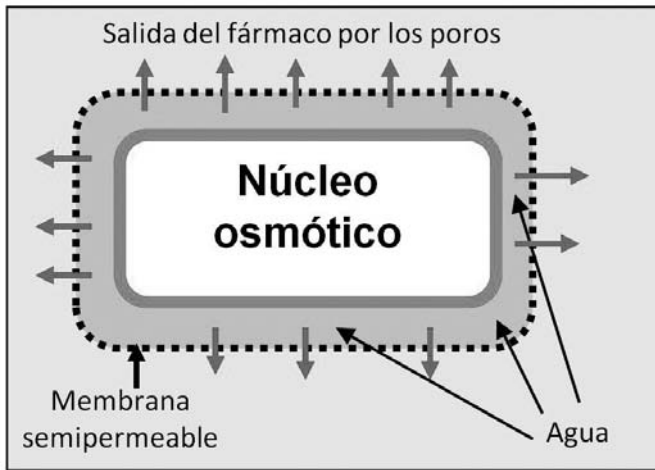 Salida del fármaco por los poros
Núcleo
osmótico
Membrana
semipermeable
Agua